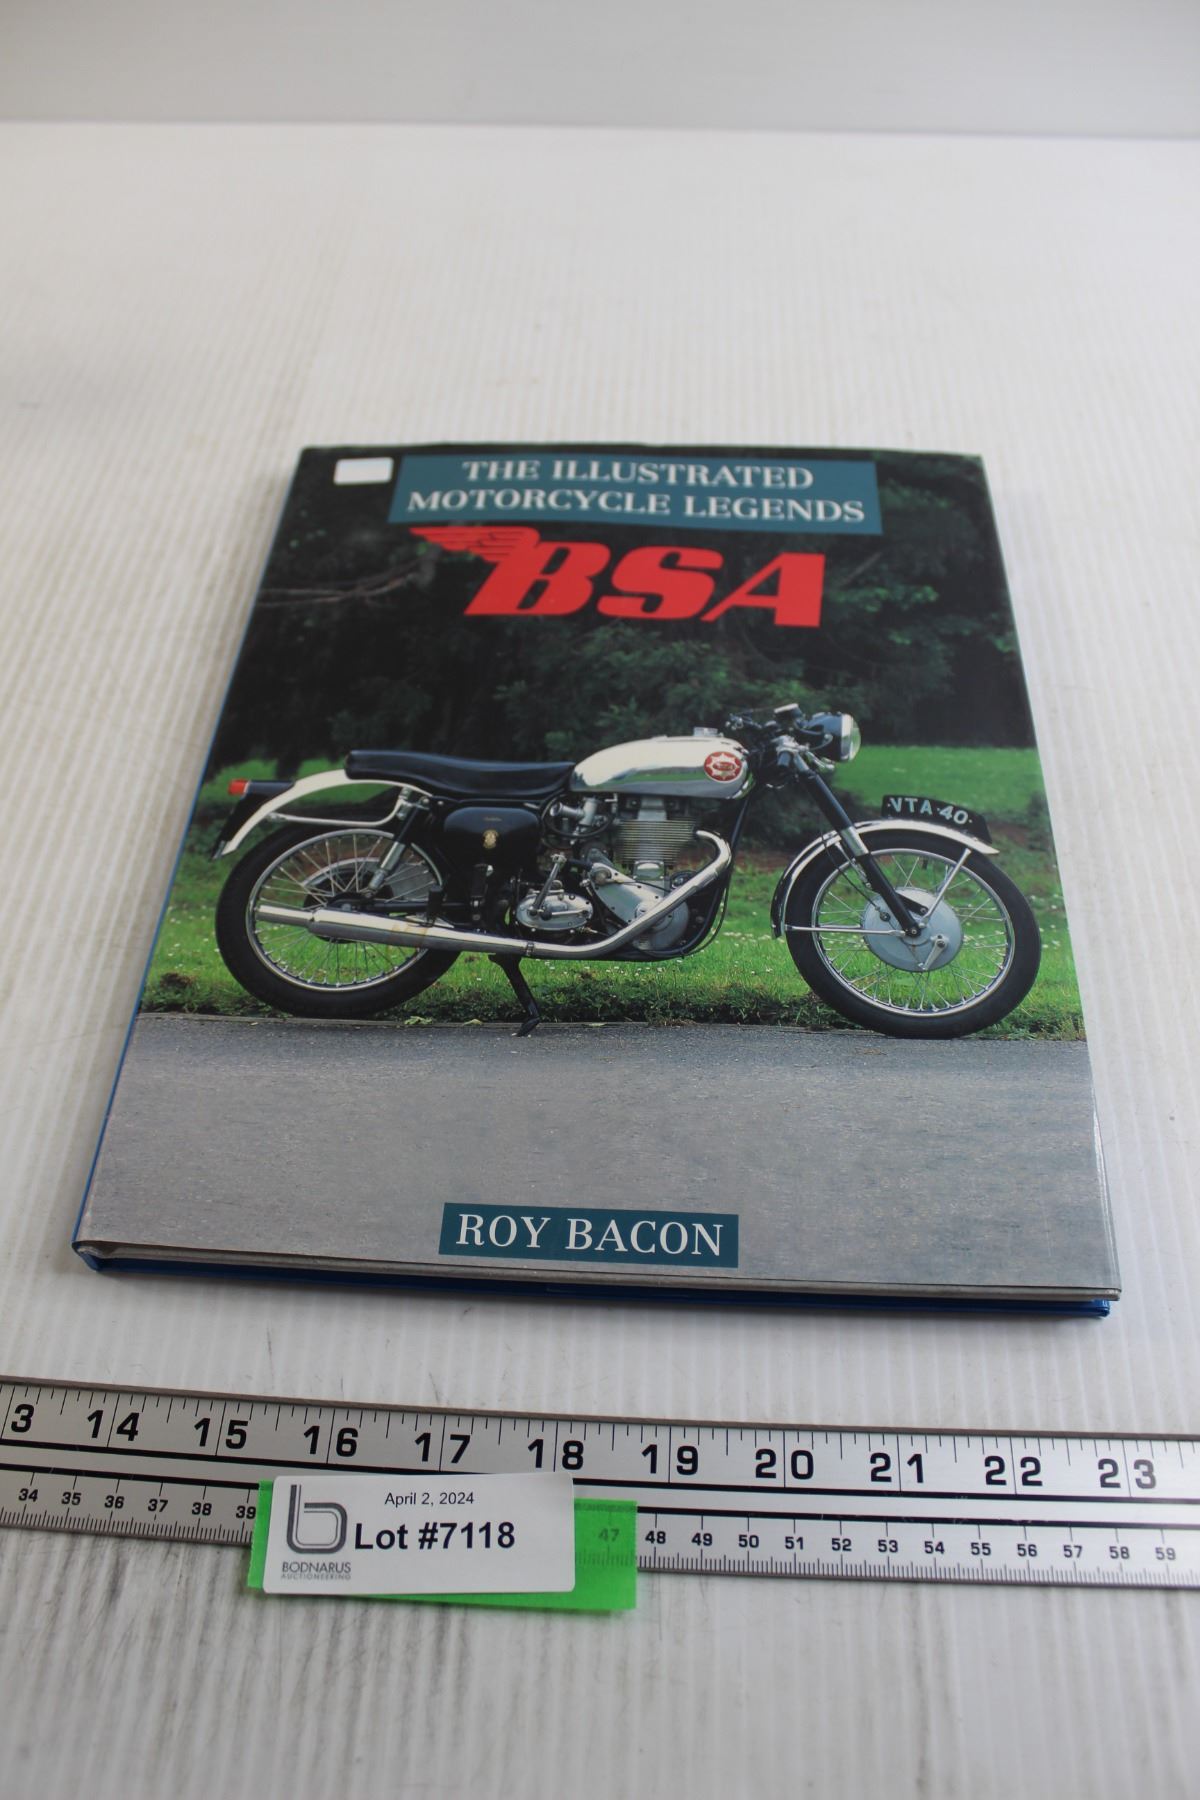 THE ILLUSTRATED
MOTORCYCLE LEGENDS
BSA
VTA 40
ROY BACON
3 14 15 16 17 18 19 20 21 22 23
34 35 36 37 38 39 47 48 49 50 51 52 53 54 55 56 57 58 59
April 2, 2024
Lot #7118
BODNARUS
AUCTIONEERING